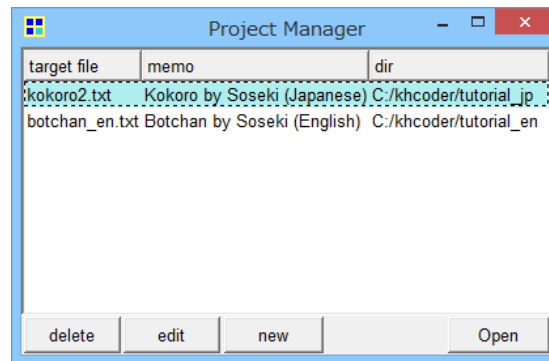 Project Manager
target file memo dir
kokoro2.txt Kokoro by Soseki (Japanese) C:/khcoder/tutorial_jp
botchan_en.txt Botchan by Soseki (English) C:/khcoder/tutorial_en
delete edit new Open